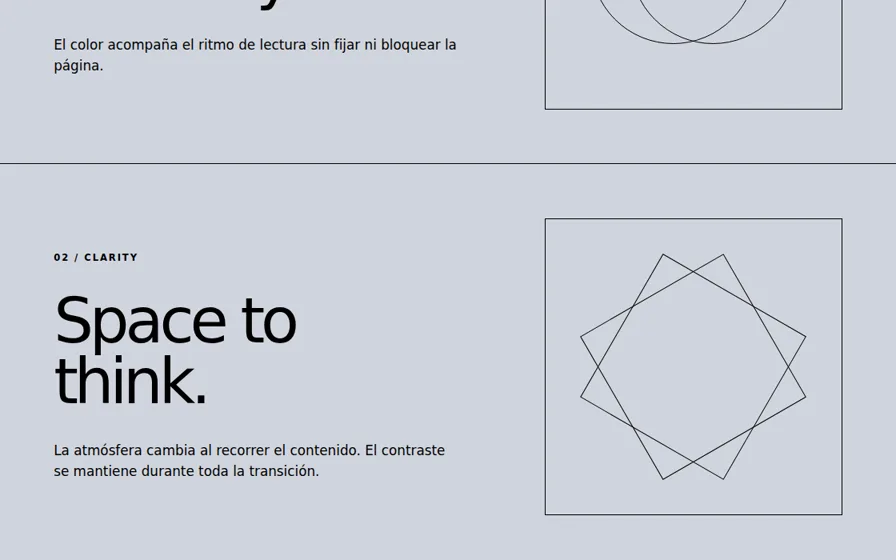 El color acompaña el ritmo de lectura sin fijar ni bloquear la
página.
02 / CLARITY
Space to
think.
La atmósfera cambia al recorrer el contenido. El contraste
se mantiene durante toda la transición.